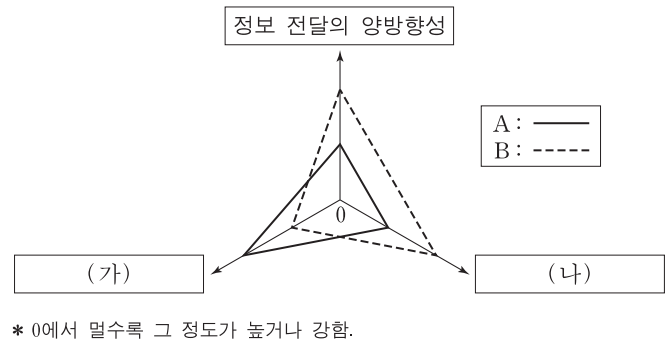 정보 전달의 양방향성
A:
B:
0
(가)
(나)
* 0에서 멀수록 그 정도가 높거나 강함.